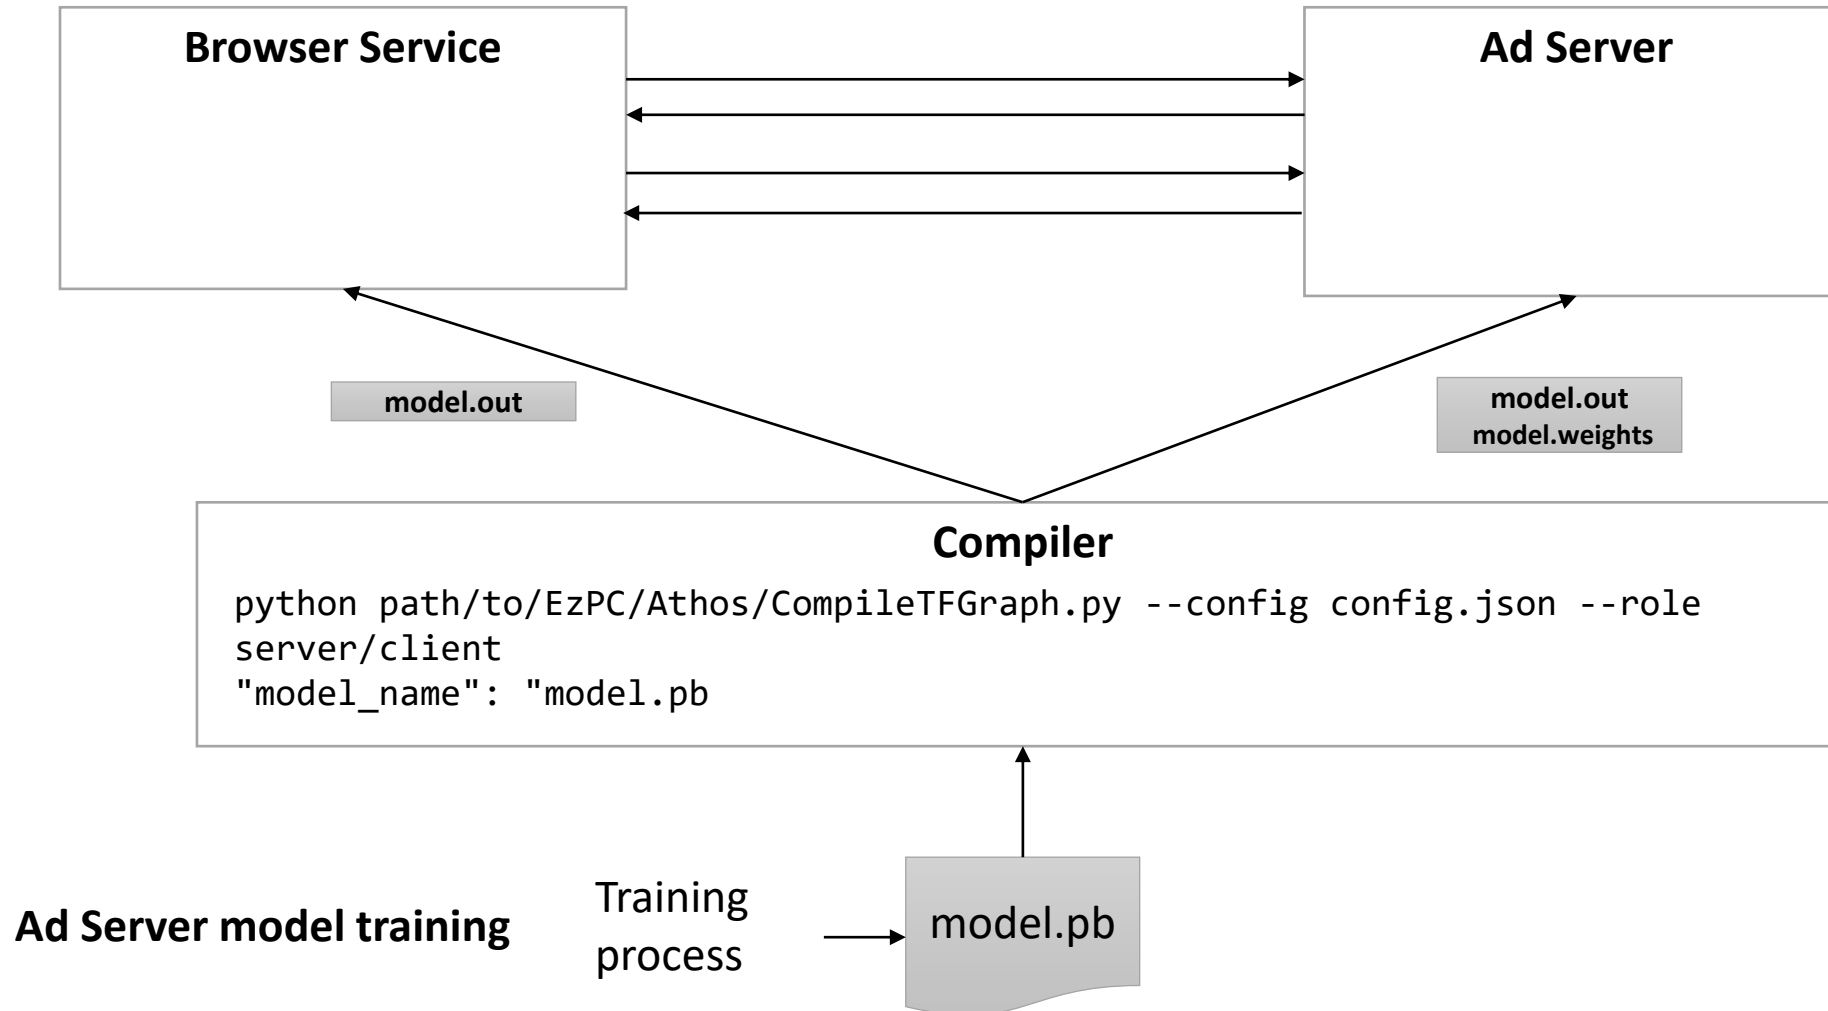 Browser Service
Ad Server
model.out
model.out
model.weights
Compiler
python path/to/EzPC/Athos/CompileTFGraph.py --config config.json --role
server/client
"model_name": "model.pb
Ad Server model training
Training
process
model.pb